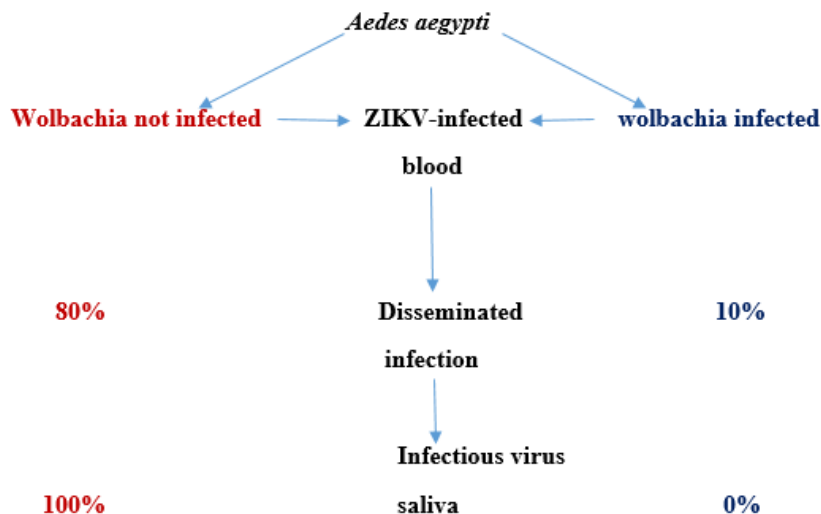 Aedes aegypti
Wolbachia not infected ZIKV-infected wolbachia infected
blood
80% Disseminated 10%
infection
Infectious virus
100% saliva 0%